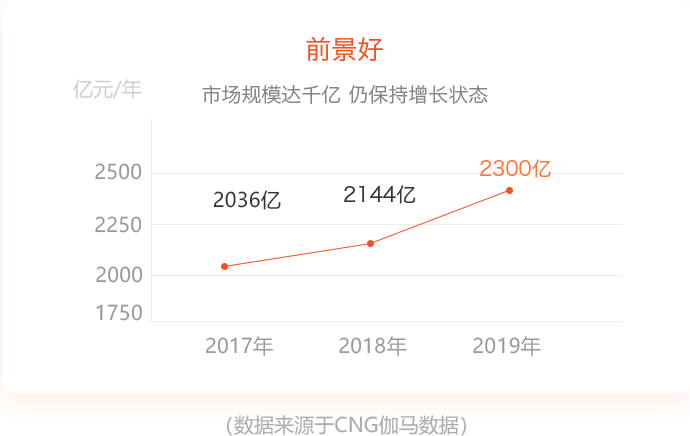 前景好
亿元/年
市场规模达千亿 仍保持增长状态
2500
2300亿
2036亿
2144亿
2250
2000
1750
2017年
2018年
2019年
（数据来源于CNG伽马数据）